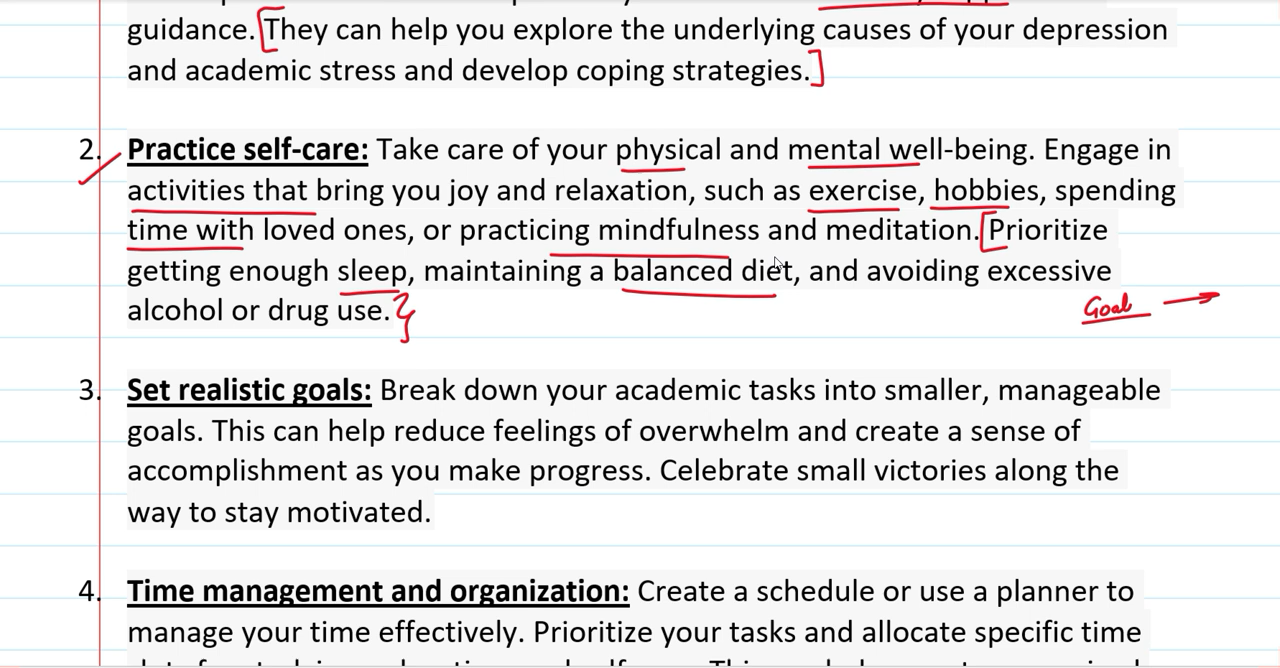 guidance. They can help you explore the underlying causes of your depression
and academic stress and develop coping strategies.
2. Practice self-care: Take care of your physical and mental well-being. Engage in
activities that bring you joy and relaxation, such as exercise, hobbies, spending
time with loved ones, or practicing mindfulness and meditation. Prioritize
getting enough sleep, maintaining a balanced diet, and avoiding excessive
alcohol or drug use.
Goal →
3. Set realistic goals: Break down your academic tasks into smaller, manageable
goals. This can help reduce feelings of overwhelm and create a sense of
accomplishment as you make progress. Celebrate small victories along the
way to stay motivated.
4. Time management and organization: Create a schedule or use a planner to
manage your time effectively. Prioritize your tasks and allocate specific time